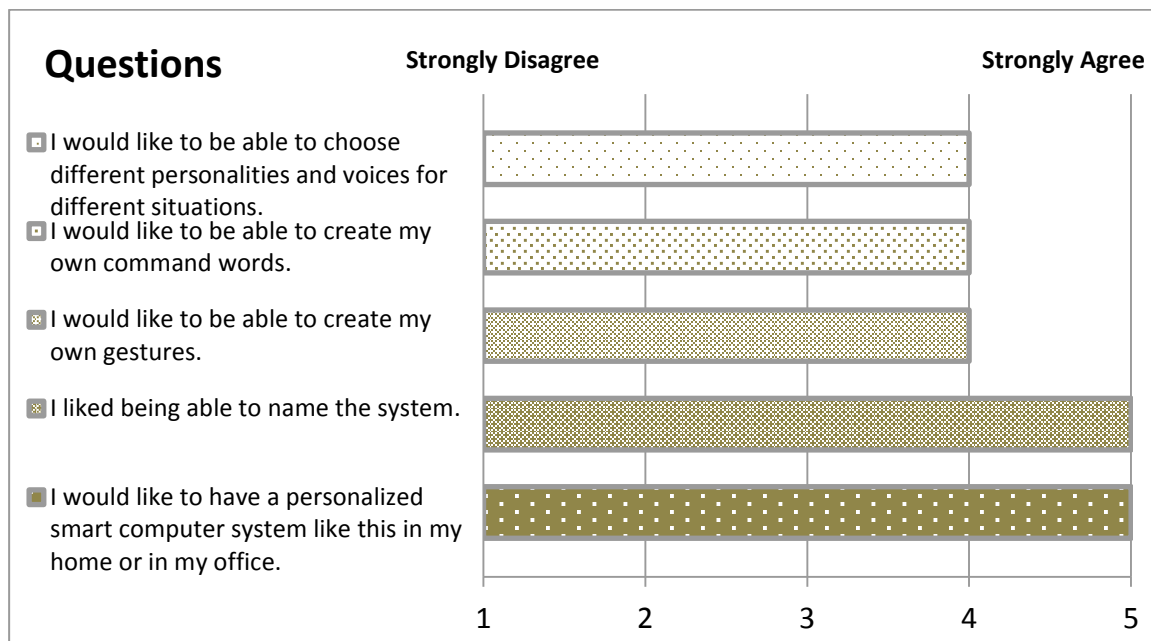 Questions
Strongly Disagree
Strongly Agree
I would like to be able to choose
different personalities and voices for
different situations.
I would like to be able to create my
own command words.
I would like to be able to create my
own gestures.
I liked being able to name the system.
I would like to have a personalized
smart computer system like this in my
home or in my office.
1 2 3 4 5